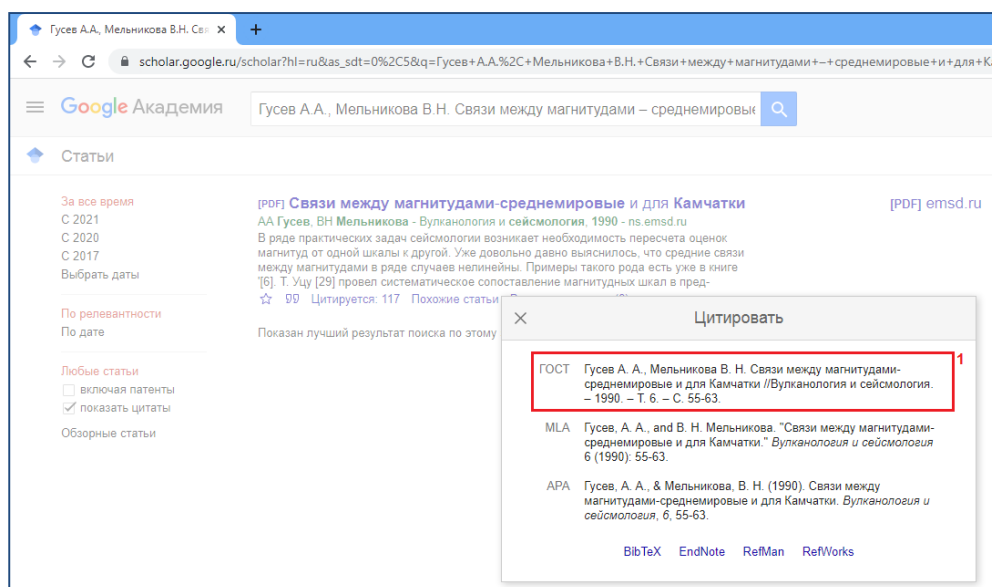 Гусев А.А., Мельникова В.Н. Свя
scholar.google.ru/scholar?hl=ru&as_sdt=0%2C5&q=Гусев+А.А.%2C+Мельникова+В.Н.+Связи+между+магнитудами+–+среднемировые+и+для+Ка
Google Академия
Гусев А.А., Мельникова В.Н. Связи между магнитудами – среднемировые
Статьи
За все время
С 2021
С 2020
С 2017
Выбрать даты
По релевантности
По дате
Любые статьи
включая патенты
показать цитаты
Обзорные статьи
[PDF] Связи между магнитудами-среднемировые и для Камчатки
АА Гусев, ВН Мельникова - Вулканология и сейсмология, 1990 - ns.emsd.ru
В ряде практических задач сейсмологии возникает необходимость пересчета оценок
магнитуд от одной шкалы к другой. Уже довольно давно выяснилось, что средние связи
между магнитудами в ряде случаев нелинейны. Примеры такого рода есть уже в книге
'[6]. Т. Уцу [29] провел систематическое сопоставление магнитудных шкал в пред-
Цитируется: 117 Похожие статьи
Показан лучший результат поиска по этому
[PDF] emsd.ru
Цитировать
1
ГОСТ Гусев А. А., Мельникова В. Н. Связи между магнитудами-
среднемировые и для Камчатки //Вулканология и сейсмология.
– 1990. – Т. 6. – С. 55-63.
MLA Гусев, А. А., and В. Н. Мельникова. "Связи между магнитудами-
среднемировые и для Камчатки." Вулканология и сейсмология
6 (1990): 55-63.
APA Гусев, А. А., & Мельникова, В. Н. (1990). Связи между
магнитудами-среднемировые и для Камчатки. Вулканология и
сейсмология, 6, 55-63.
BibTeX EndNote RefMan RefWorks